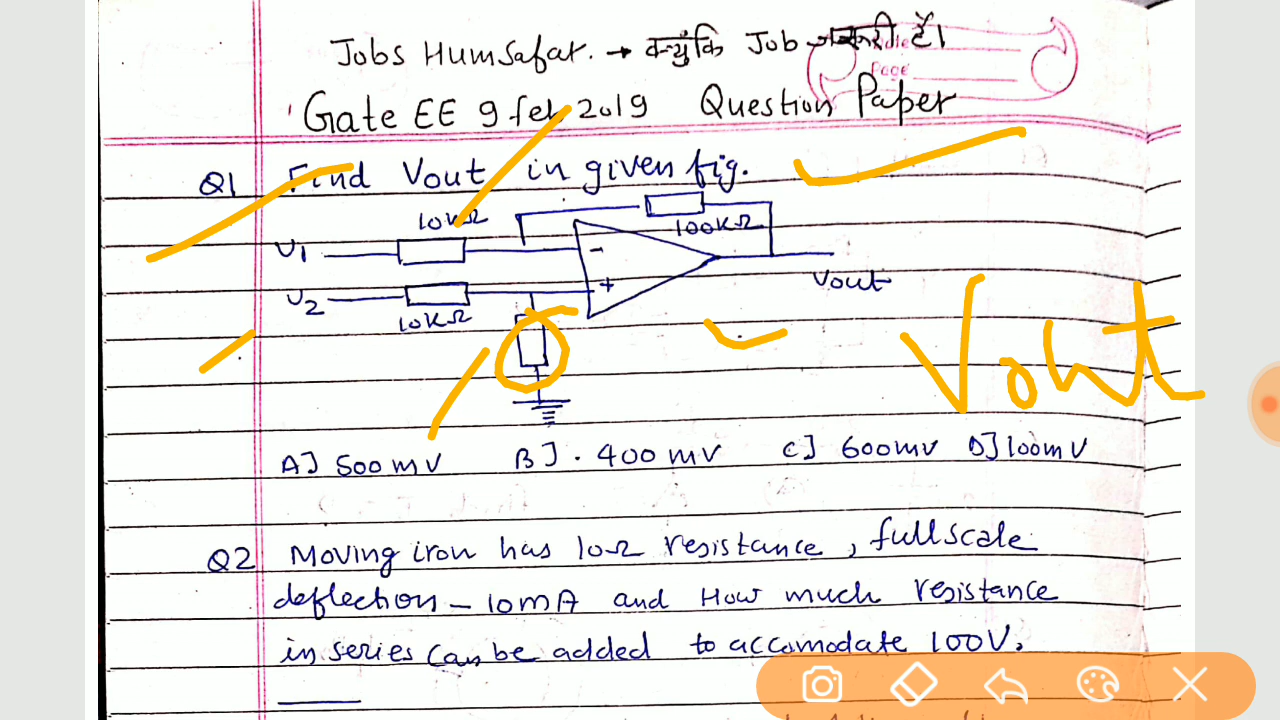 Jobs Humsafar. → क्युंकि Job जरूरी हैं।
Page
Gate EE 9 feb 2019 Question Paper
Q1 Find Vout in given fig.
10kΩ
100KΩ
V1
-
V2
+
Vout
10KΩ
Vout
A] 500mV B]. 400mV C] 600mV D] 100mV
Q2 Moving iron has 10Ω resistance, fullscale
deflection - 10mA and How much resistance
in series can be added to accomodate 100V.